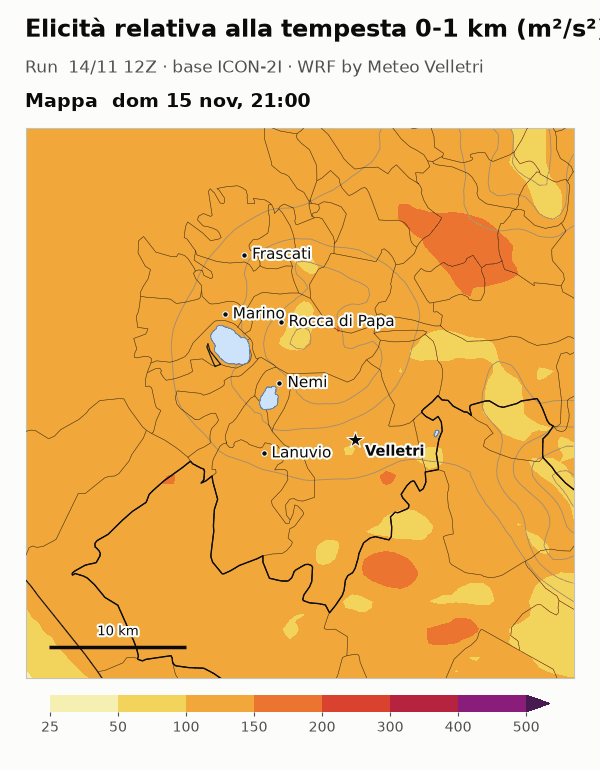 Elicità relativa alla tempesta 0-1 km (m²/s²)
Run  14/11 12Z · base ICON-2I · WRF by Meteo Velletri
Mappa  dom 15 nov, 21:00
Frascati
Marino
Rocca di Papa
Nemi
Velletri
Lanuvio
10 km
25 50 100 150 200 300 400 500